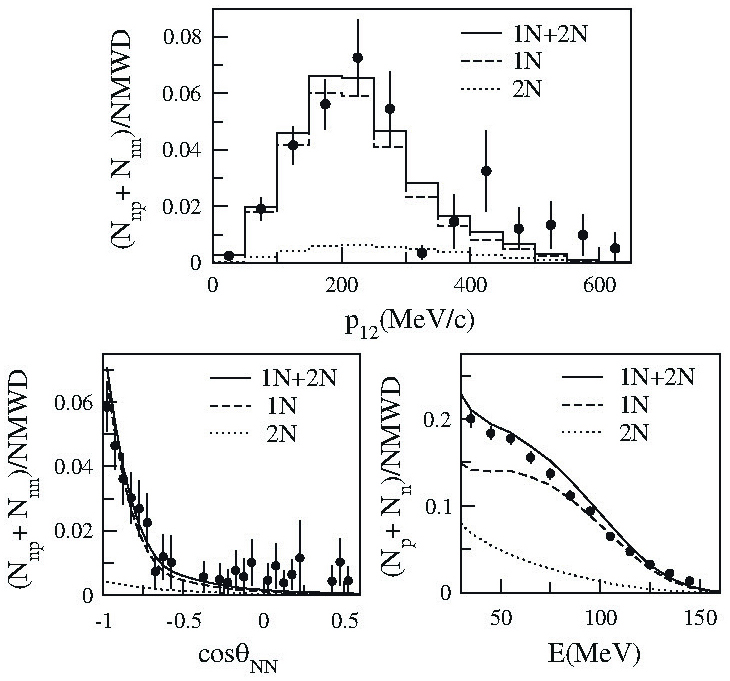 (N_np + N_nn)/NMWD
0.08
0.06
0.04
0.02
0
1N+2N
1N
2N
0 200 400 600
p_12(MeV/c)
(N_np + N_nn)/NMWD
0.06
0.04
0.02
0
1N+2N
1N
2N
-1 -0.5 0 0.5
cosθ_NN
(N_p + N_n)/NMWD
0.2
0.1
0
1N+2N
1N
2N
50 100 150
E(MeV)